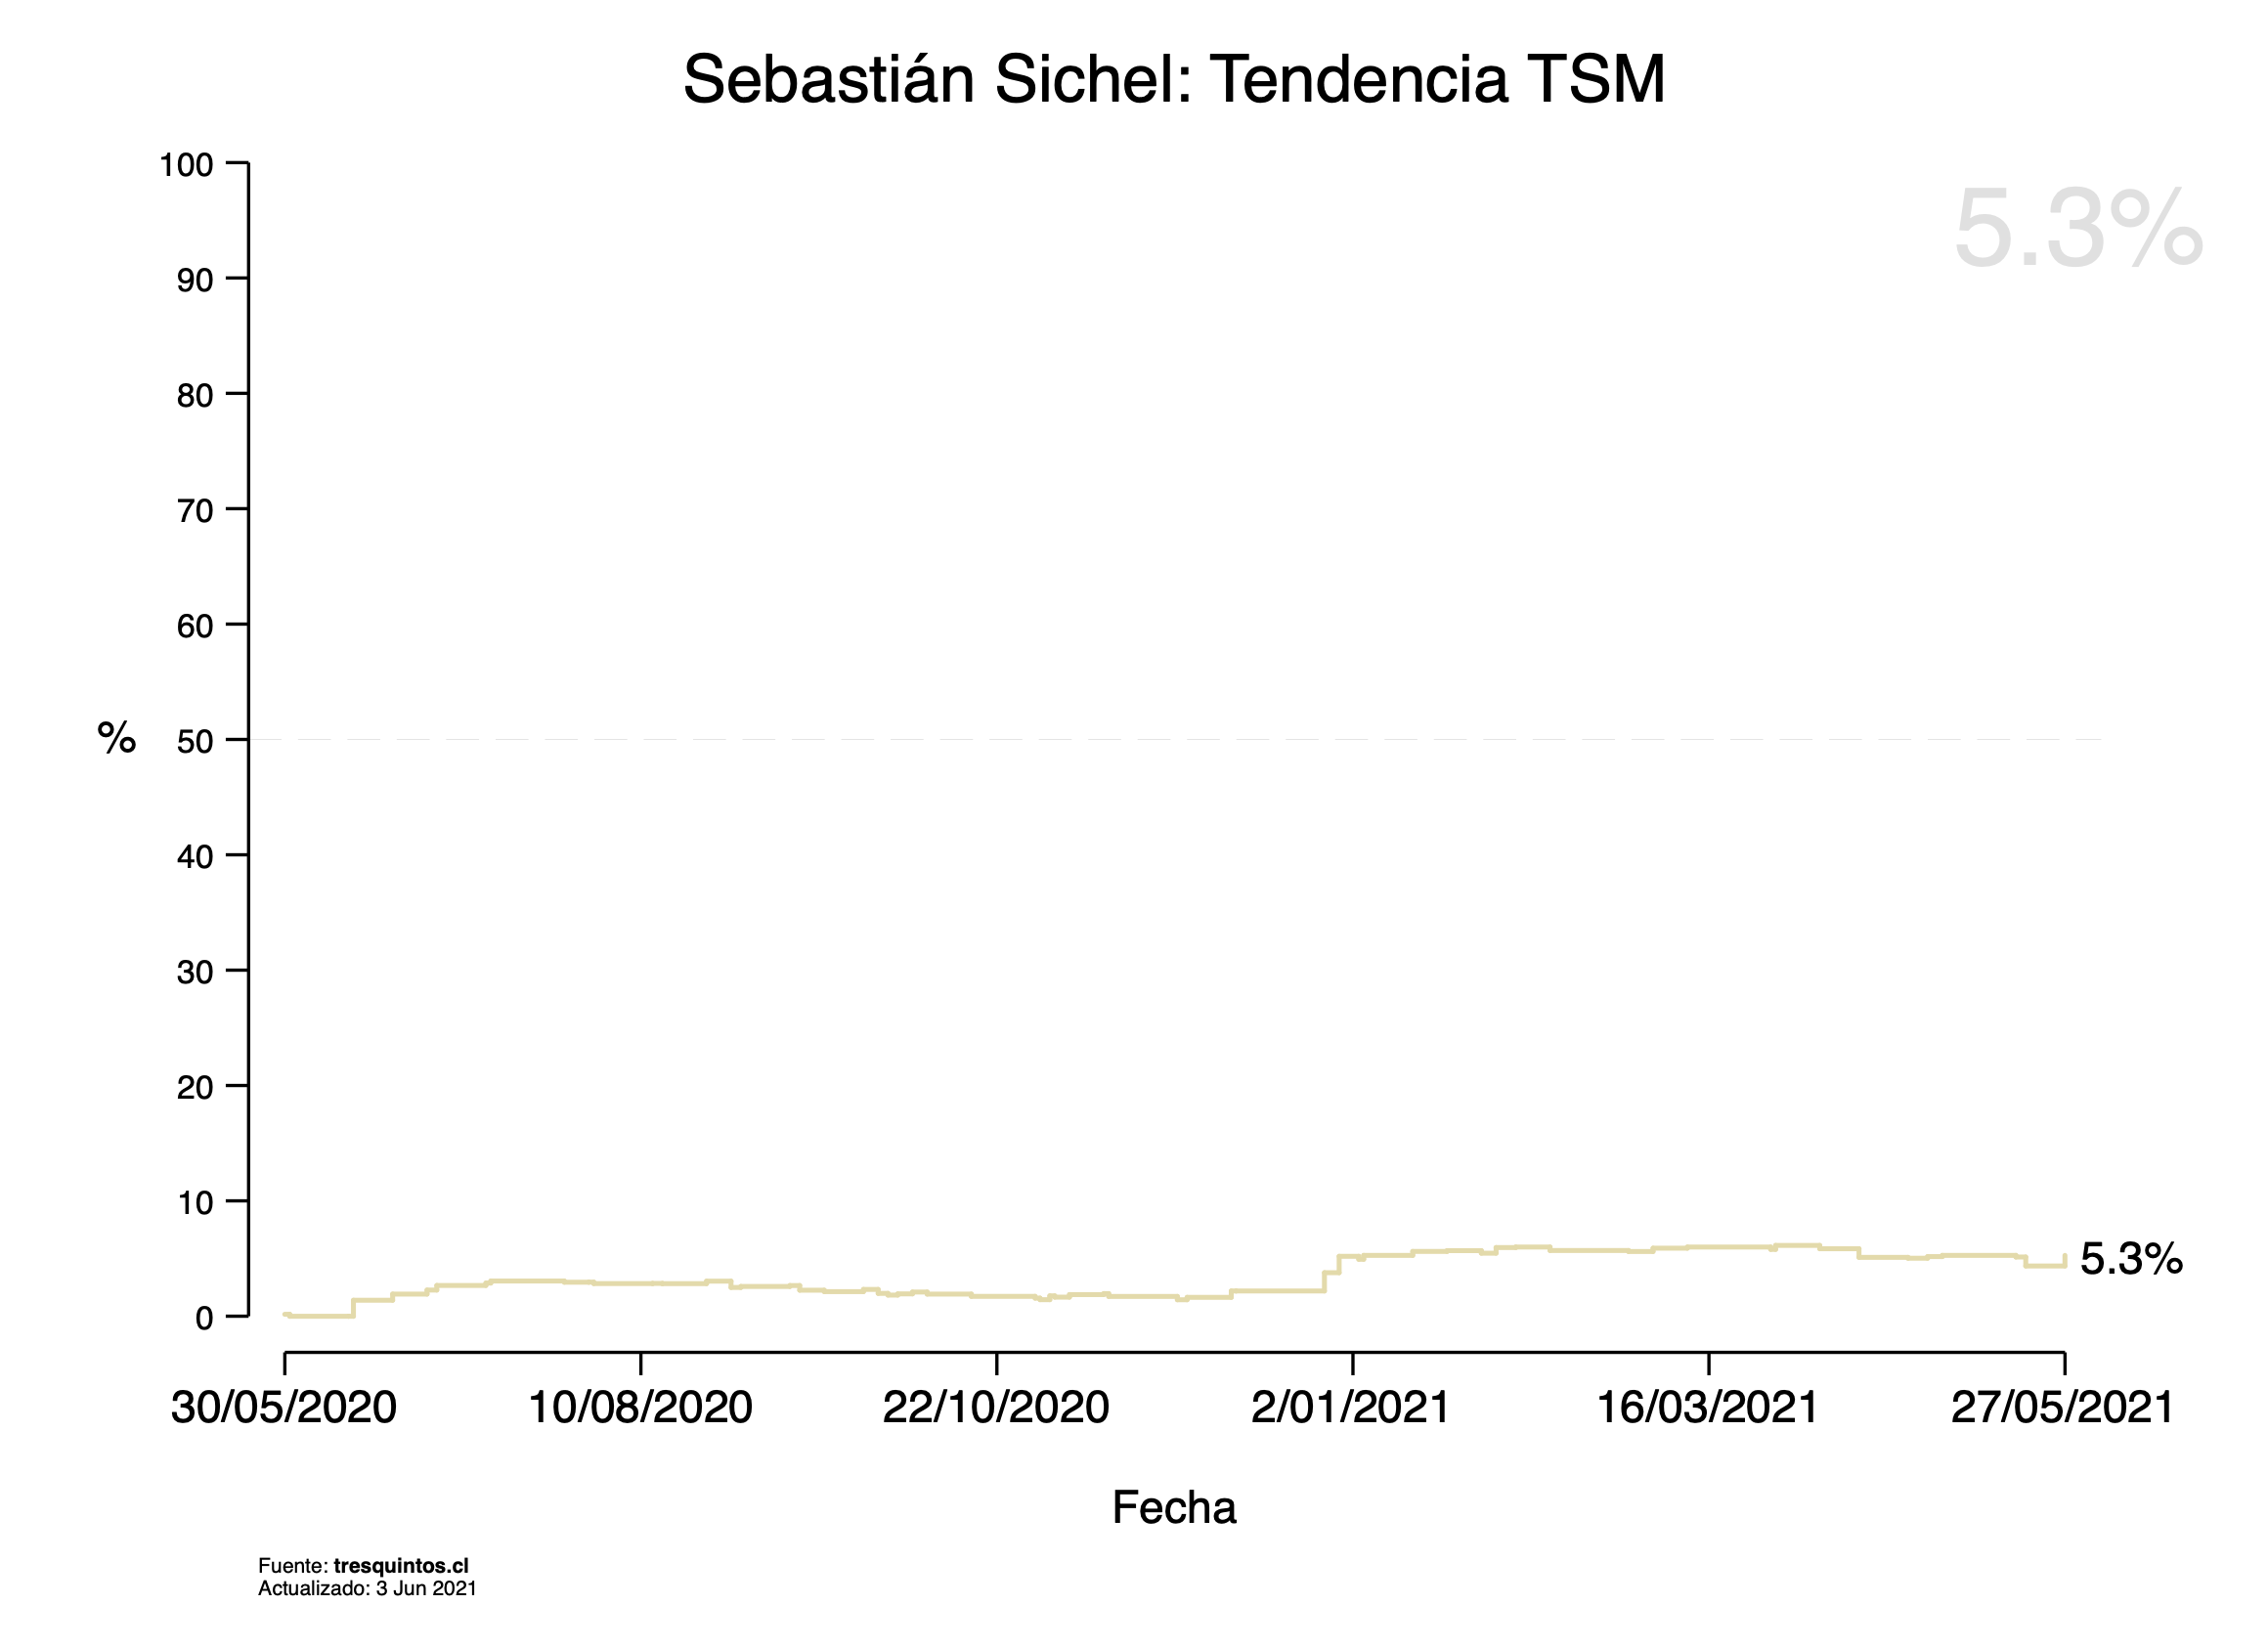 Sebastián Sichel: Tendencia TSM
5.3%
100
90
80
70
60
50
40
30
20
10
0
%
5.3%
30/05/2020 10/08/2020 22/10/2020 2/01/2021 16/03/2021 27/05/2021
Fecha
Fuente: tresquintos.cl
Actualizado: 3 Jun 2021